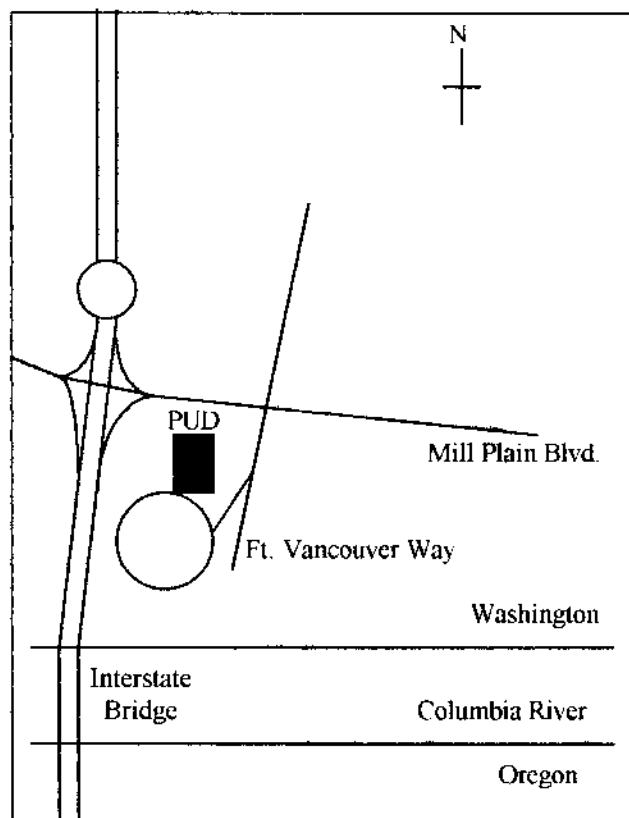 N
PUD
Mill Plain Blvd.
Ft. Vancouver Way
Washington
Interstate
Bridge
Columbia River
Oregon